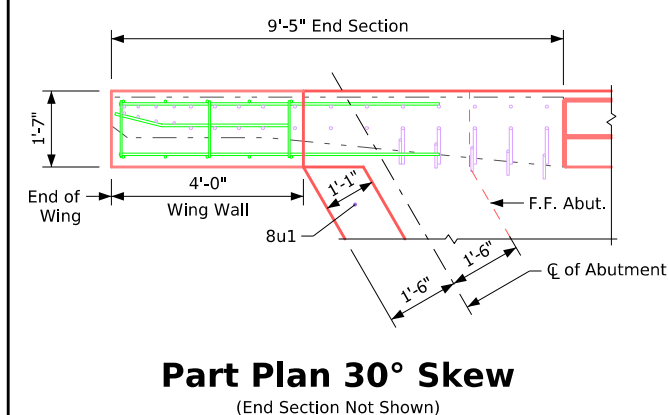 9'-5" End Section
1'-7"
4'-0"
Wing Wall
End of
Wing
1'-1"
8u1
F.F. Abut.
1'-6"
1'-6"
℄ of Abutment
Part Plan 30° Skew
(End Section Not Shown)